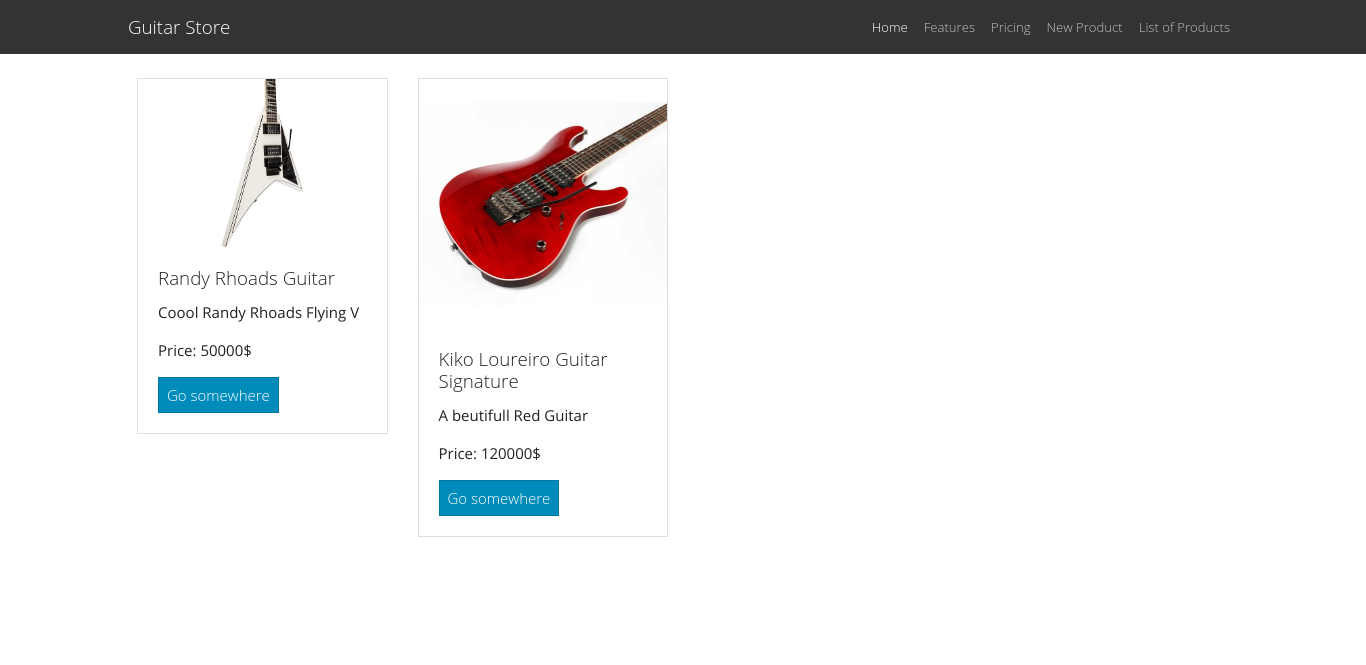 Guitar Store
Home Features Pricing New Product List of Products
Randy Rhoads Guitar
Coool Randy Rhoads Flying V
Price: 50000$
Go somewhere
Kiko Loureiro Guitar
Signature
A beutifull Red Guitar
Price: 120000$
Go somewhere